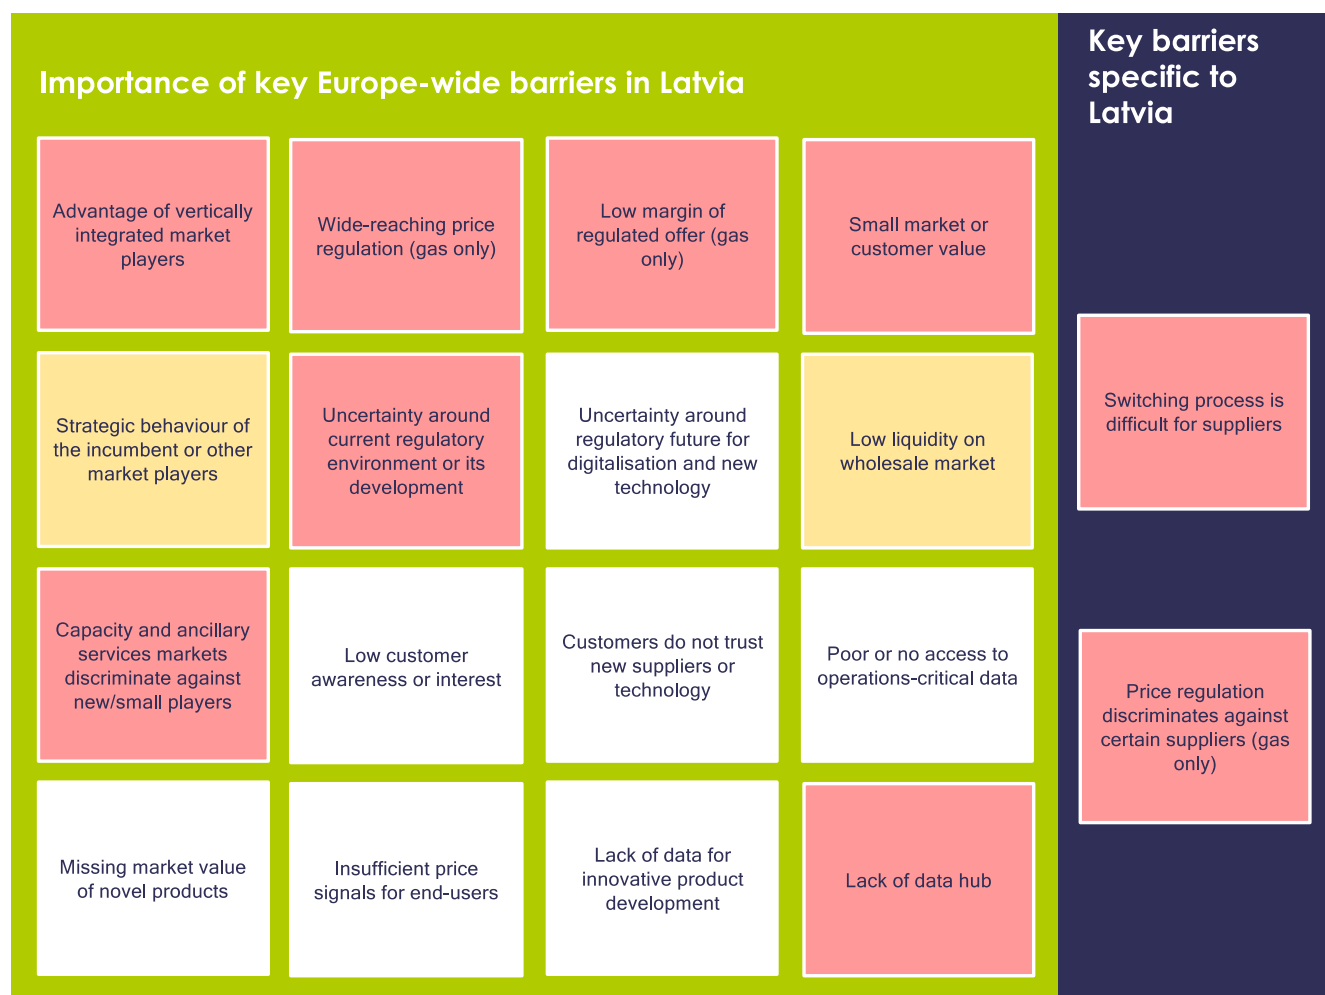 Importance of key Europe-wide barriers in Latvia
Advantage of vertically
integrated market
players
Wide-reaching price
regulation (gas only)
Low margin of
regulated offer (gas
only)
Small market or
customer value
Strategic behaviour of
the incumbent or other
market players
Uncertainty around
current regulatory
environment or its
development
Uncertainty around
regulatory future for
digitalisation and new
technology
Low liquidity on
wholesale market
Capacity and ancillary
services markets
discriminate against
new/small players
Low customer
awareness or interest
Customers do not trust
new suppliers or
technology
Poor or no access to
operations-critical data
Missing market value
of novel products
Insufficient price
signals for end-users
Lack of data for
innovative product
development
Lack of data hub
Key barriers
specific to
Latvia
Switching process is
difficult for suppliers
Price regulation
discriminates against
certain suppliers (gas
only)